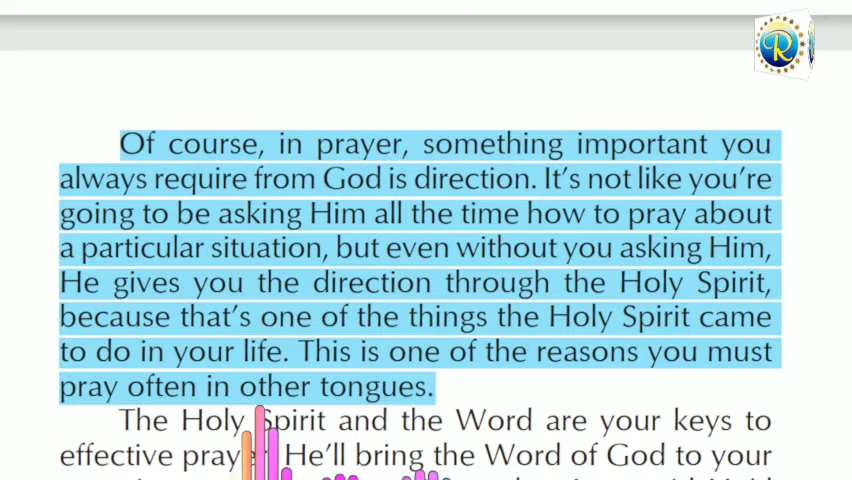 R
Of course, in prayer, something important you
always require from God is direction. It's not like you're
going to be asking Him all the time how to pray about
a particular situation, but even without you asking Him,
He gives you the direction through the Holy Spirit,
because that's one of the things the Holy Spirit came
to do in your life. This is one of the reasons you must
pray often in other tongues.
The Holy Spirit and the Word are your keys to
effective prayer. He'll bring the Word of God to your